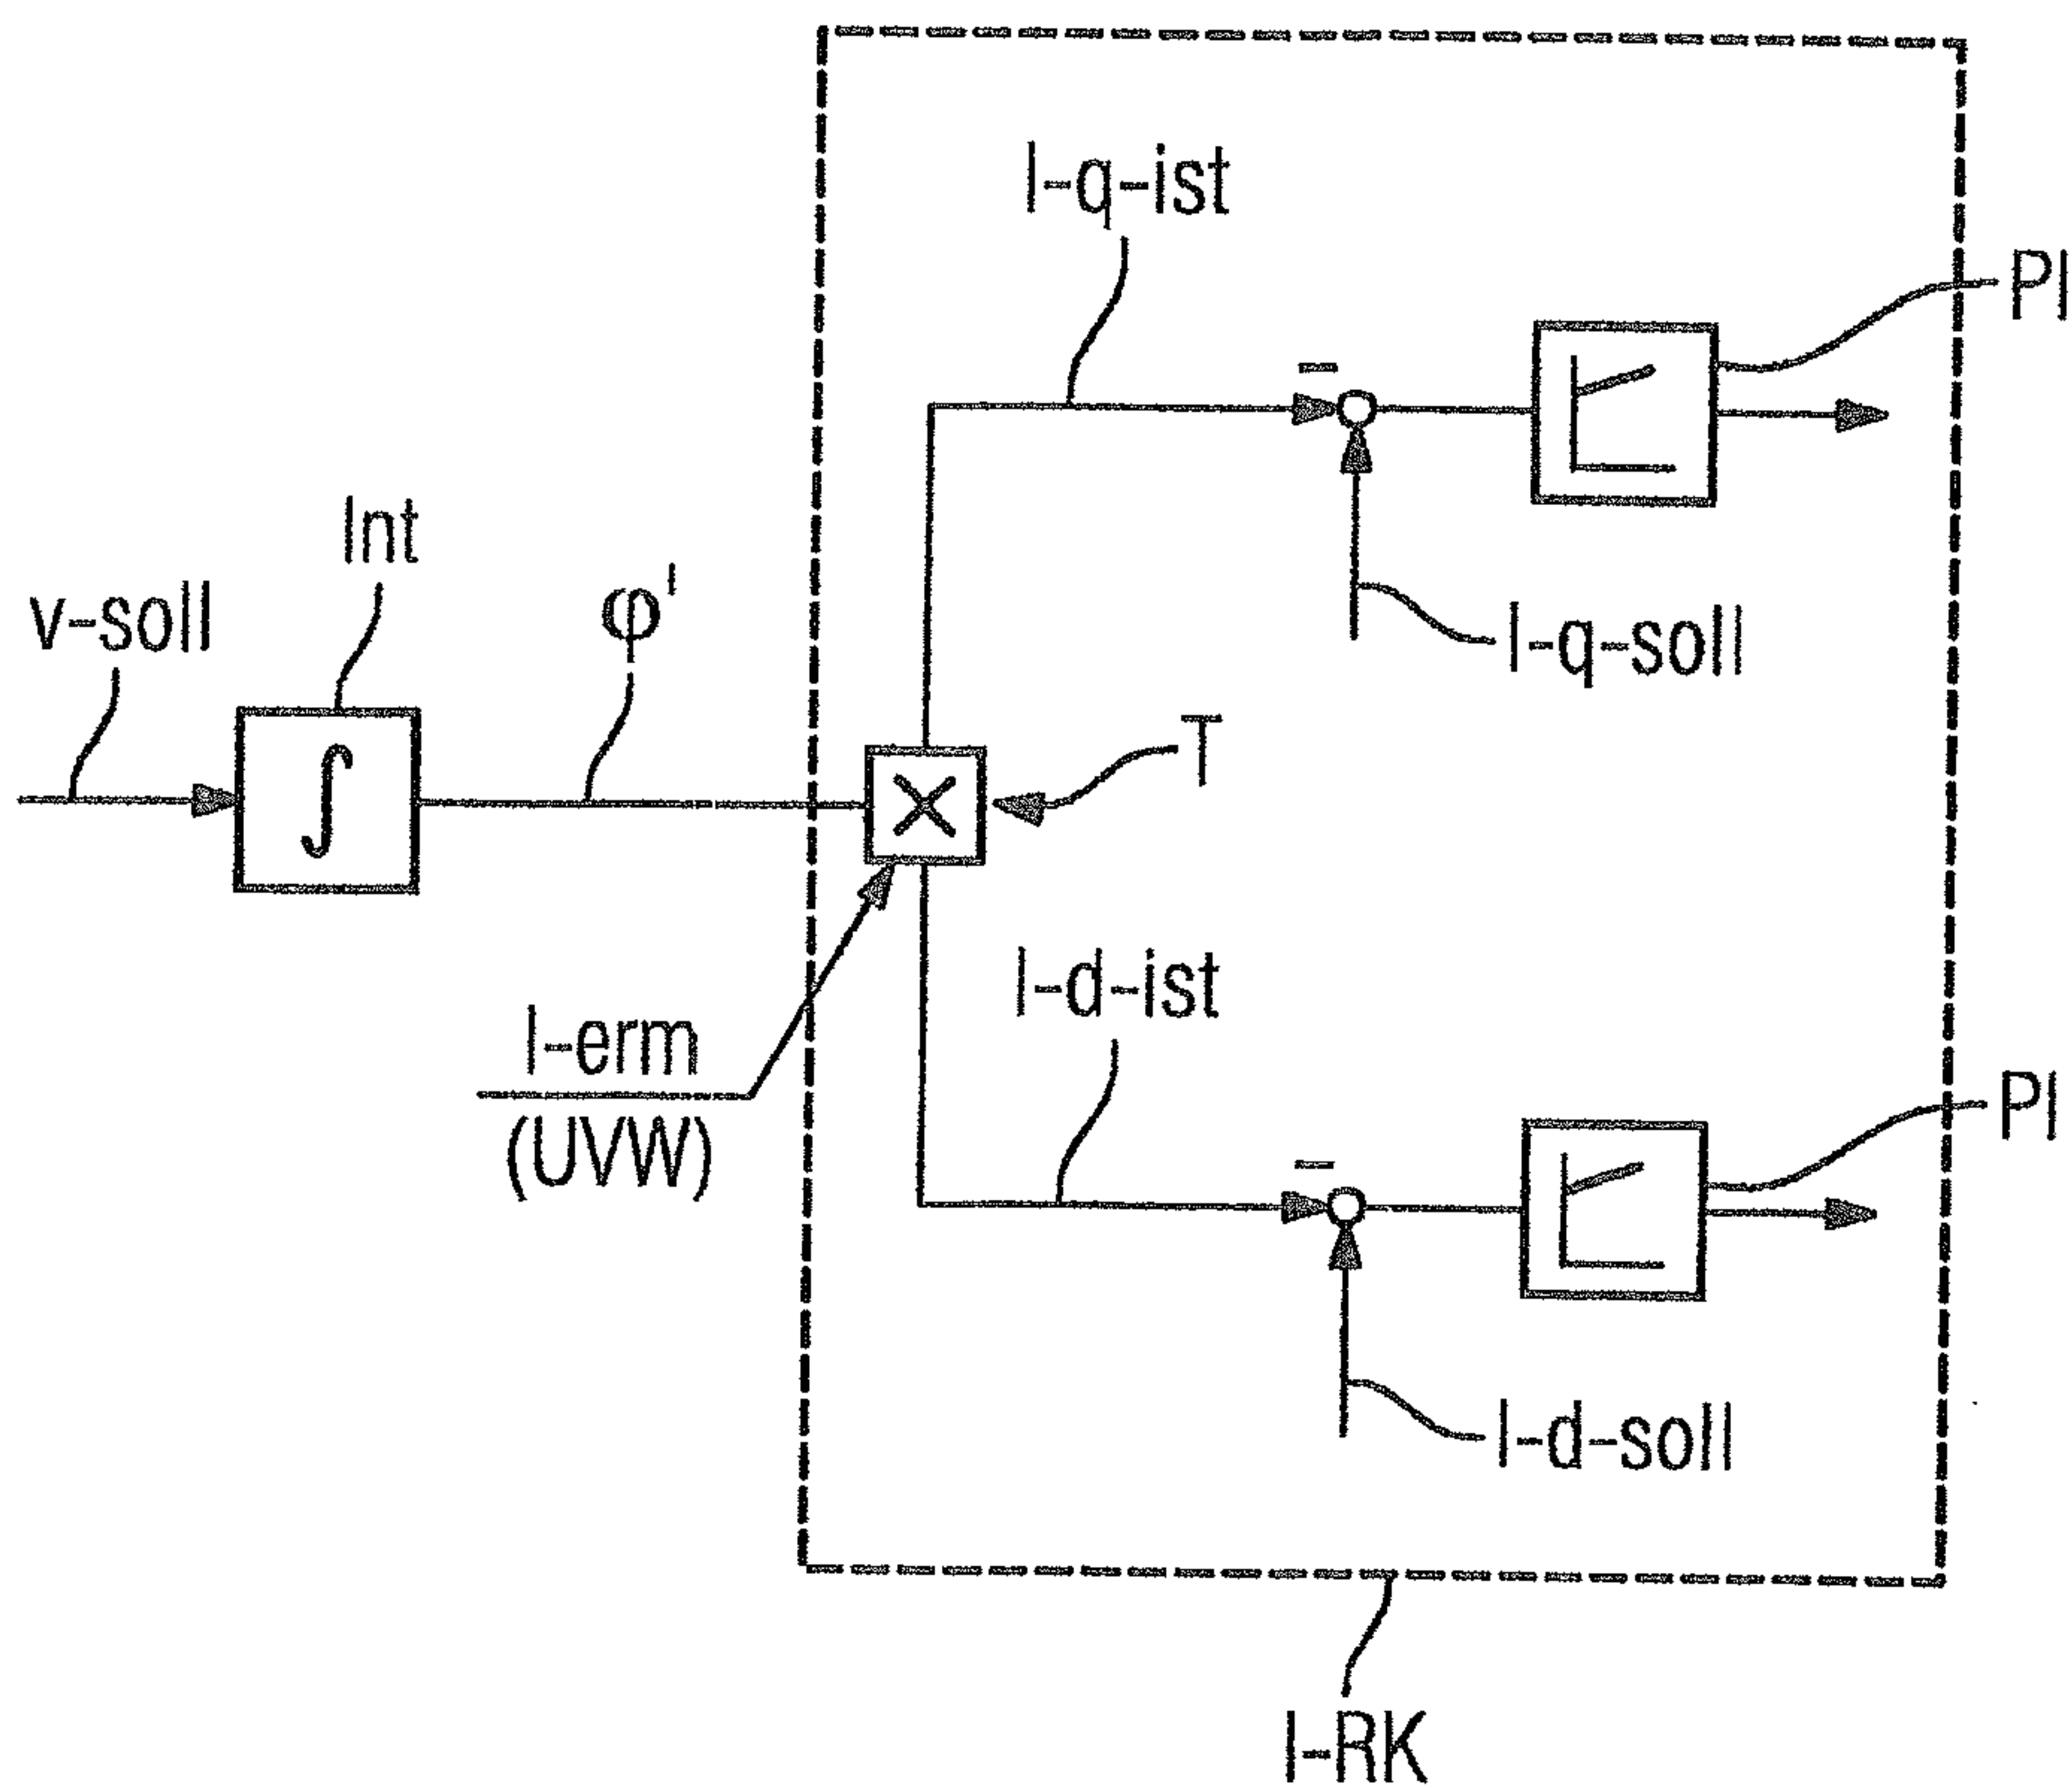 I-q-ist
PI
Int
v-soll
φ'
I-q-soll
T
I-d-ist
I-erm
(UVW)
PI
I-d-soll
I-RK